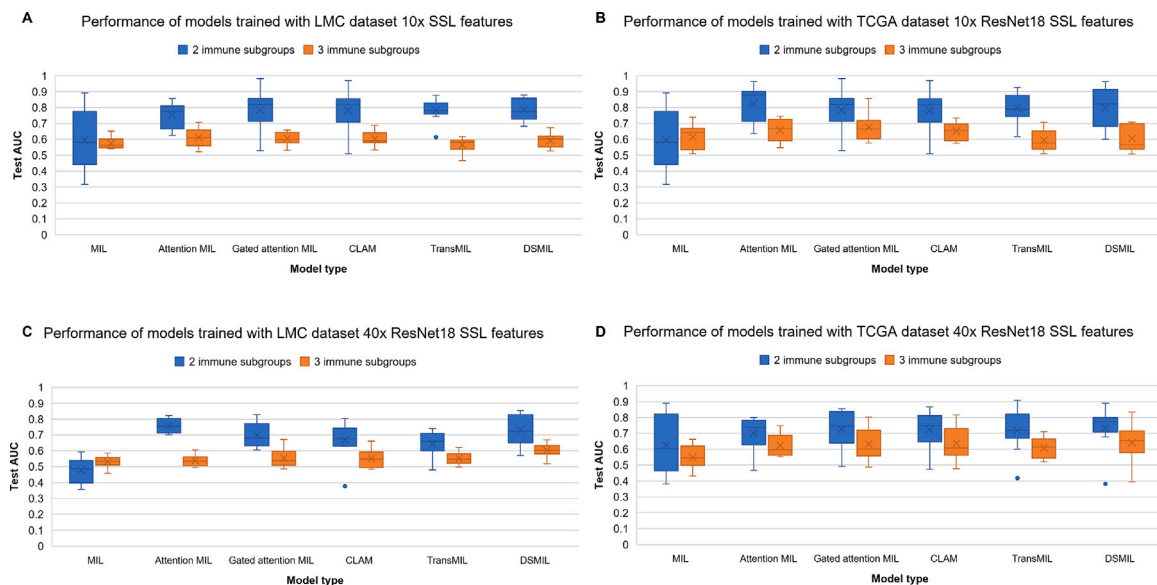 A Performance of models trained with LMC dataset 10x SSL features
2 immune subgroups 3 immune subgroups
1
0.9
0.8
0.7
0.6
0.5
0.4
0.3
0.2
0.1
0
Test AUC
MIL Attention MIL Gated attention MIL CLAM TransMIL DSMIL
Model type
B Performance of models trained with TCGA dataset 10x ResNet18 SSL features
2 immune subgroups 3 immune subgroups
1
0.9
0.8
0.7
0.6
0.5
0.4
0.3
0.2
0.1
0
Test AUC
MIL Attention MIL Gated attention MIL CLAM TransMIL DSMIL
Model type
C Performance of models trained with LMC dataset 40x ResNet18 SSL features
2 immune subgroups 3 immune subgroups
1
0.9
0.8
0.7
0.6
0.5
0.4
0.3
0.2
0.1
0
Test AUC
MIL Attention MIL Gated attention MIL CLAM TransMIL DSMIL
Model type
D Performance of models trained with TCGA dataset 40x ResNet18 SSL features
2 immune subgroups 3 immune subgroups
1
0.9
0.8
0.7
0.6
0.5
0.4
0.3
0.2
0.1
0
Test AUC
MIL Attention MIL Gated attention MIL CLAM TransMIL DSMIL
Model type